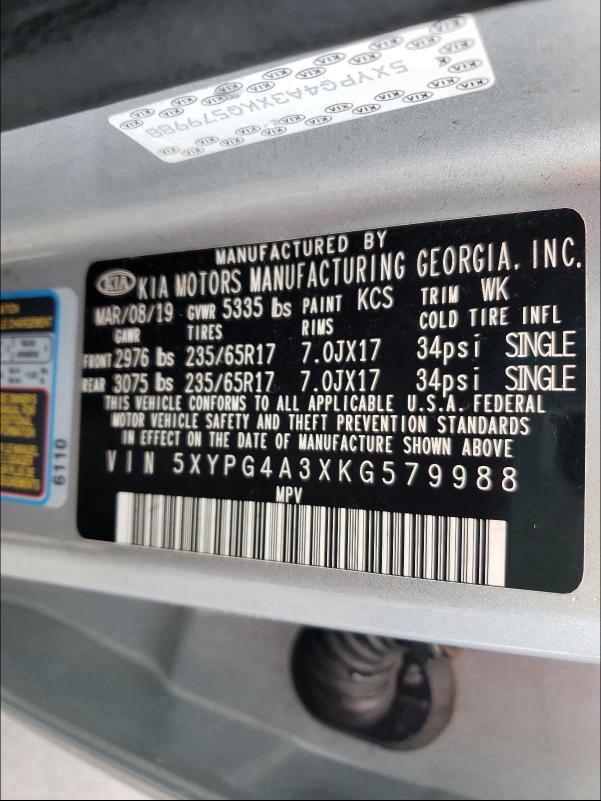 5XYPG4A3XKG579988
MANUFACTURED BY
KIA KIA MOTORS MANUFACTURING GEORGIA, INC.
MAR/08/19 GVWR 5335 lbs PAINT KCS TRIM WK
GAWR TIRES RIMS COLD TIRE INFL
FRONT 2976 lbs 235/65R17 7.0JX17 34psi SINGLE
REAR 3075 lbs 235/65R17 7.0JX17 34psi SINGLE
THIS VEHICLE CONFORMS TO ALL APPLICABLE U.S.A. FEDERAL
MOTOR VEHICLE SAFETY AND THEFT PREVENTION STANDARDS
IN EFFECT ON THE DATE OF MANUFACTURE SHOWN ABOVE
VIN 5XYPG4A3XKG579988
MPV
6110